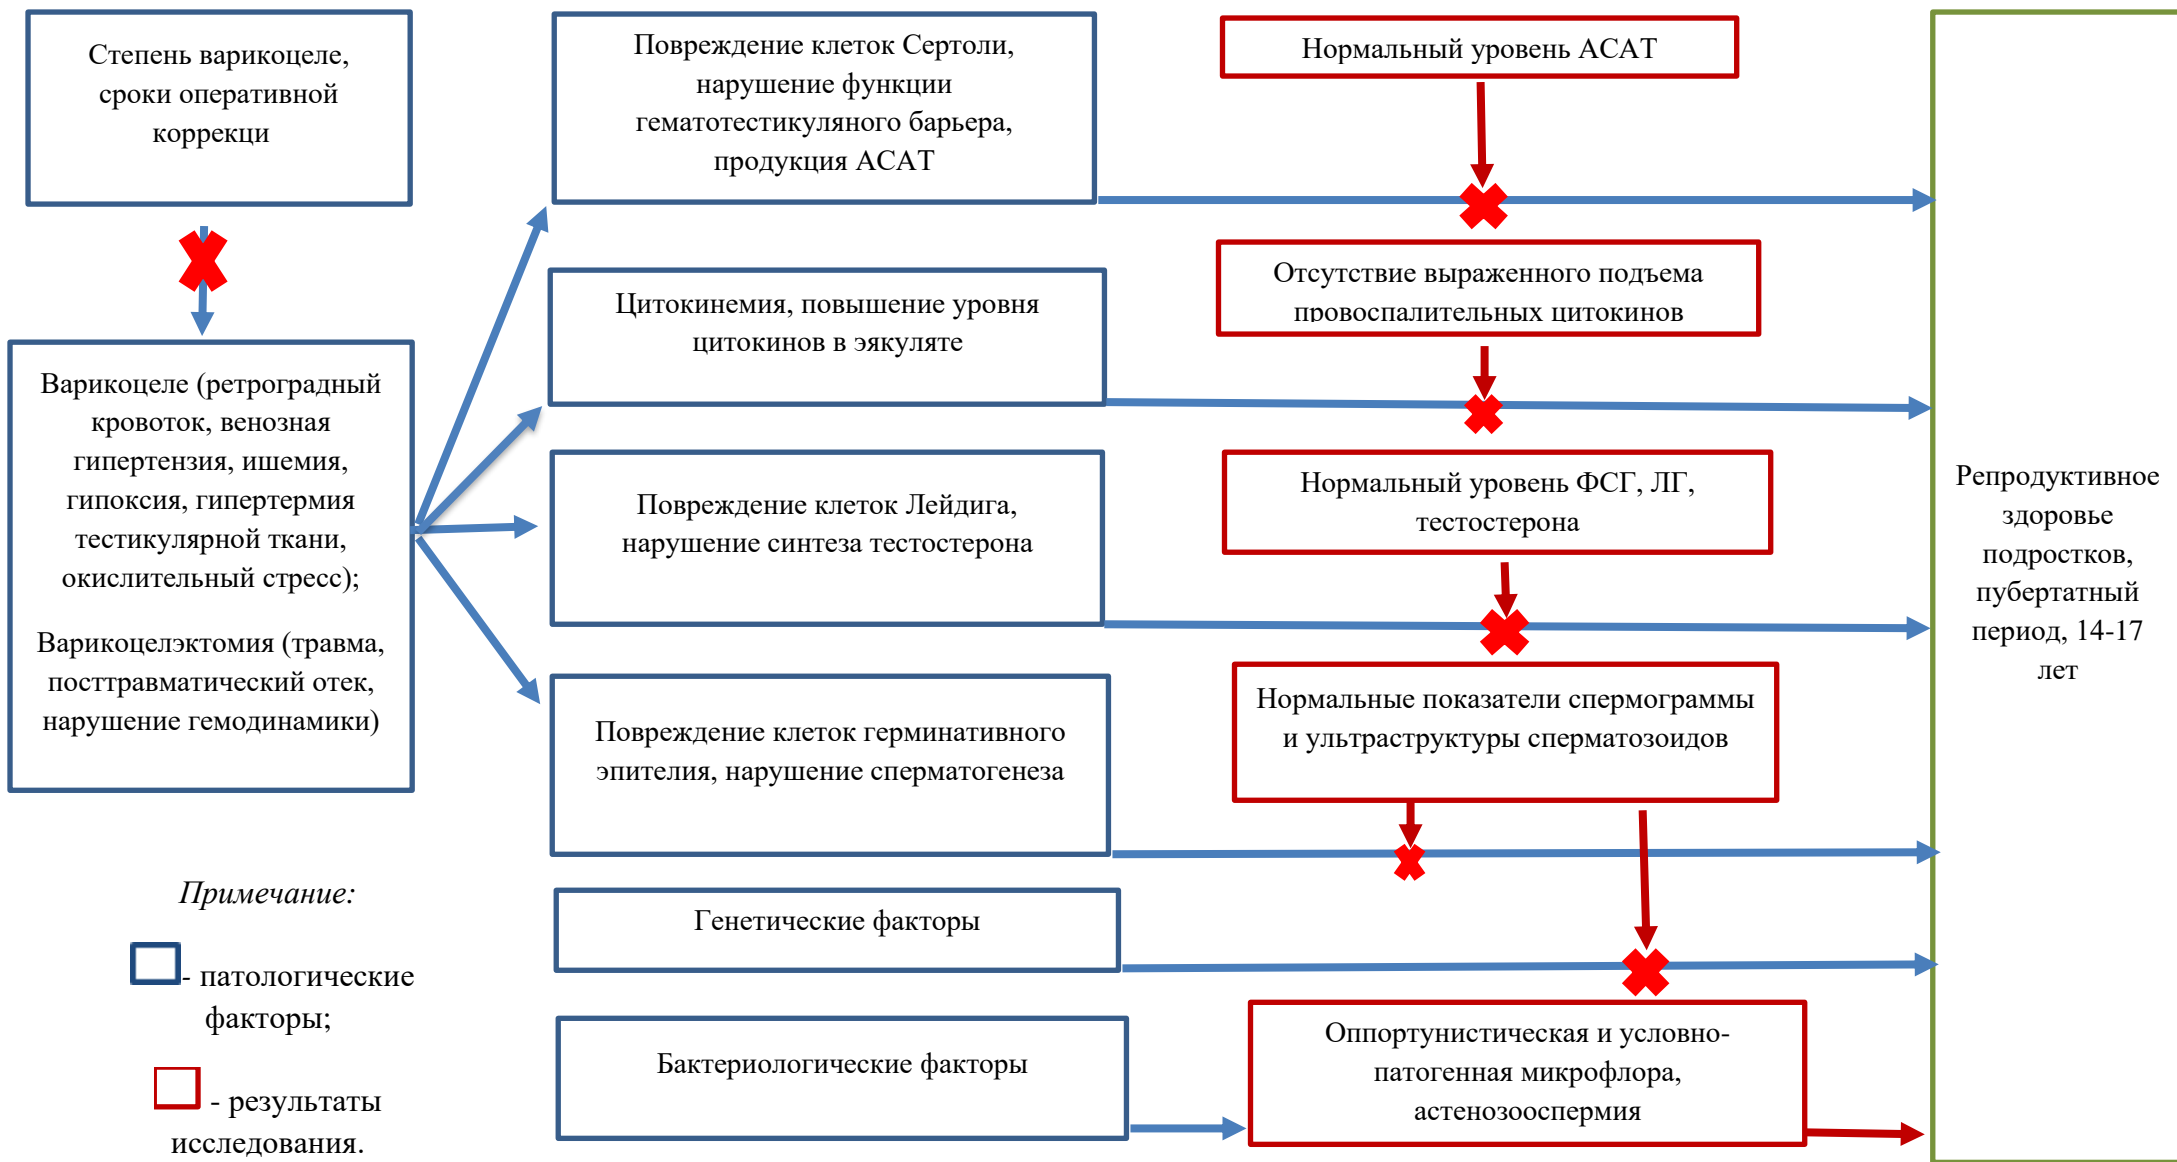 Степень варикоцеле,
сроки оперативной
коррекци
Варикоцеле (ретроградный
кровоток, венозная
гипертензия, ишемия,
гипоксия, гипертермия
тестикулярной ткани,
окислительный стресс);
Варикоцелэктомия (травма,
посттравматический отек,
нарушение гемодинамики)
Примечание:
- патологические
факторы;
- результаты
исследования.
Повреждение клеток Сертоли,
нарушение функции
гематотестикуляного барьера,
продукция АСАТ
Цитокинемия, повышение уровня
цитокинов в эякуляте
Повреждение клеток Лейдига,
нарушение синтеза тестостерона
Повреждение клеток герминативного
эпителия, нарушение сперматогенеза
Генетические факторы
Бактериологические факторы
Нормальный уровень АСАТ
Отсутствие выраженного подъема
провоспалительных цитокинов
Нормальный уровень ФСГ, ЛГ,
тестостерона
Нормальные показатели спермограммы
и ультраструктуры сперматозоидов
Оппортунистическая и условно-
патогенная микрофлора,
астенозооспермия
Репродуктивное
здоровье
подростков,
пубертатный
период, 14-17
лет